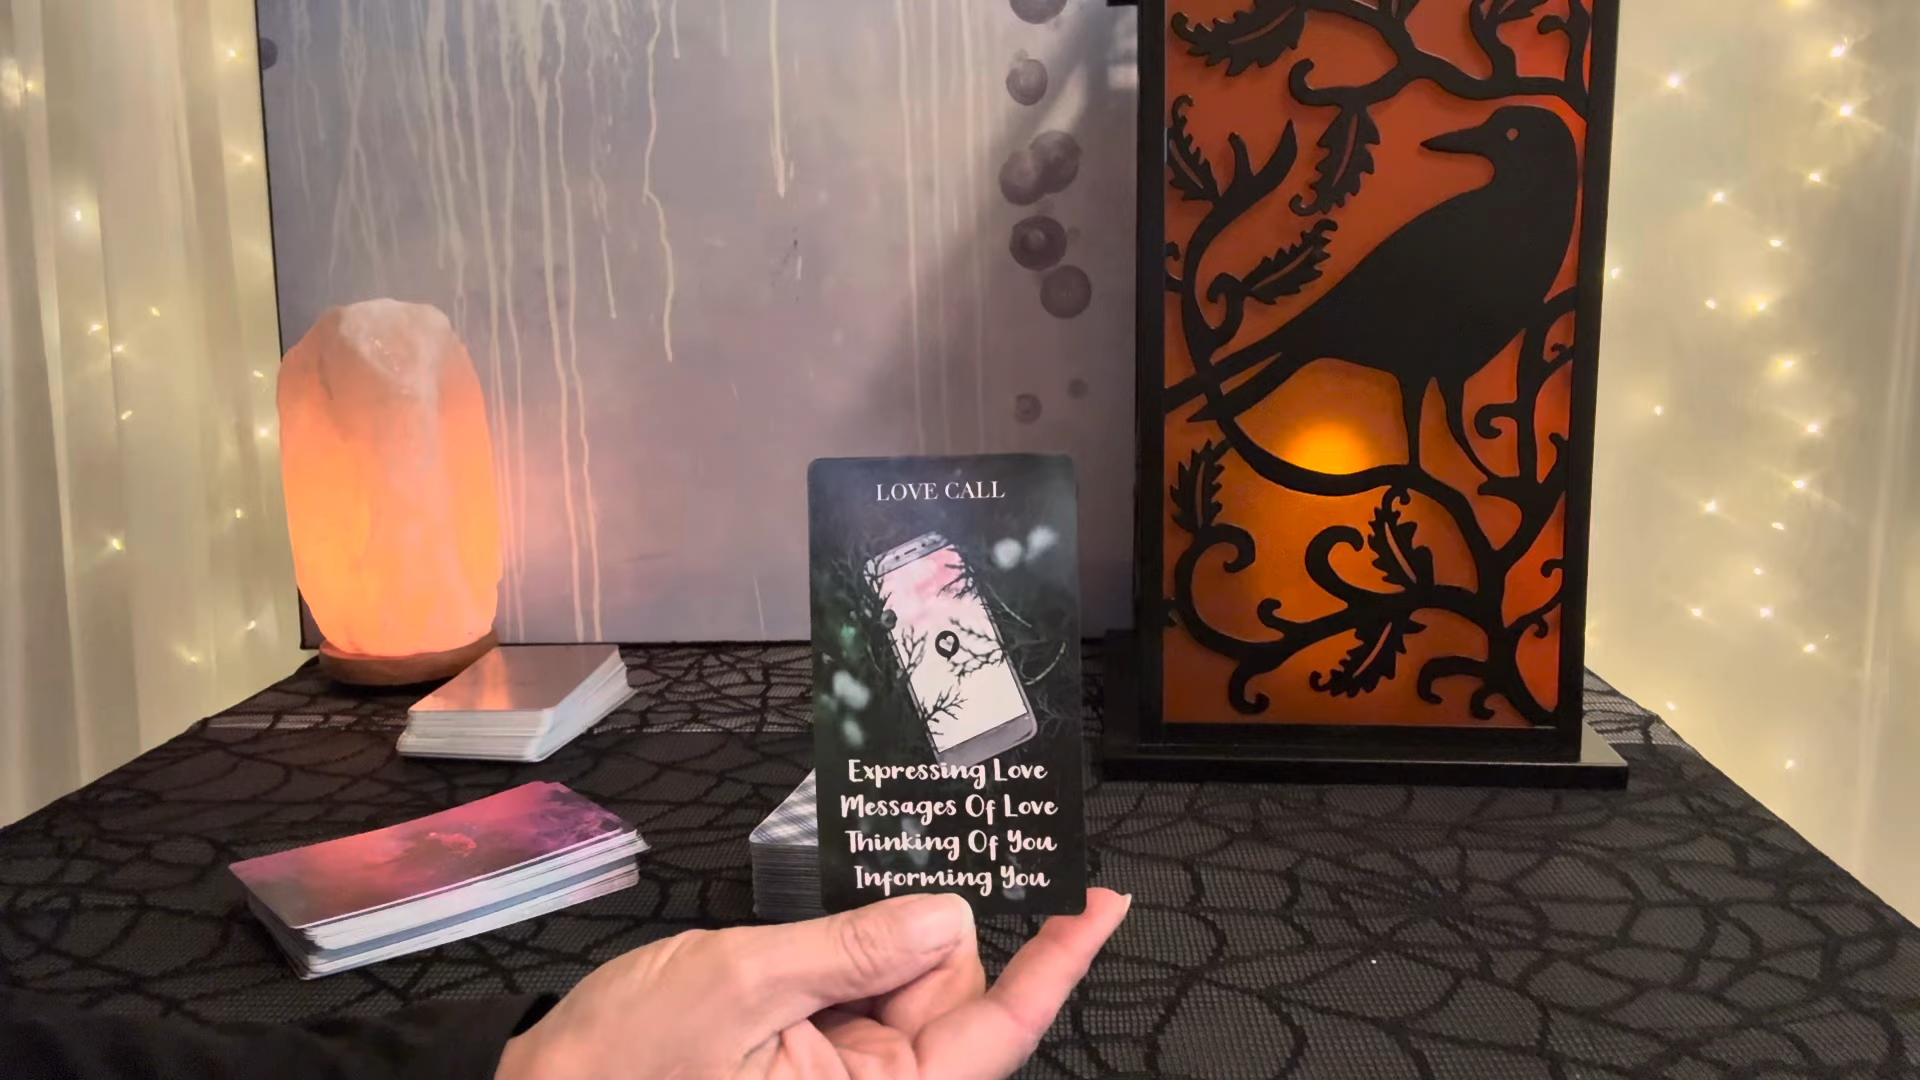 LOVE CALL
Expressing Love
Messages Of Love
Thinking Of You
Informing You